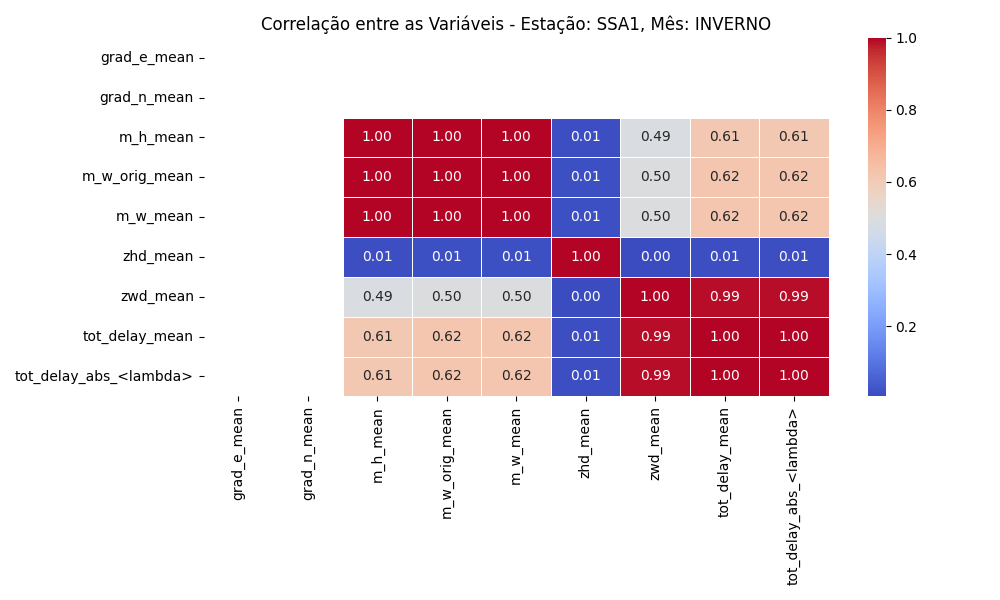 Correlação entre as Variáveis - Estação: SSA1, Mês: INVERNO
grad_e_mean
grad_n_mean
m_h_mean 1.00 1.00 1.00 0.01 0.49 0.61 0.61
m_w_orig_mean 1.00 1.00 1.00 0.01 0.50 0.62 0.62
m_w_mean 1.00 1.00 1.00 0.01 0.50 0.62 0.62
zhd_mean 0.01 0.01 0.01 1.00 0.00 0.01 0.01
zwd_mean 0.49 0.50 0.50 0.00 1.00 0.99 0.99
tot_delay_mean 0.61 0.62 0.62 0.01 0.99 1.00 1.00
tot_delay_abs_<lambda> 0.61 0.62 0.62 0.01 0.99 1.00 1.00
grad_e_mean
grad_n_mean
m_h_mean
m_w_orig_mean
m_w_mean
zhd_mean
zwd_mean
tot_delay_mean
tot_delay_abs_<lambda>
1.0
0.8
0.6
0.4
0.2